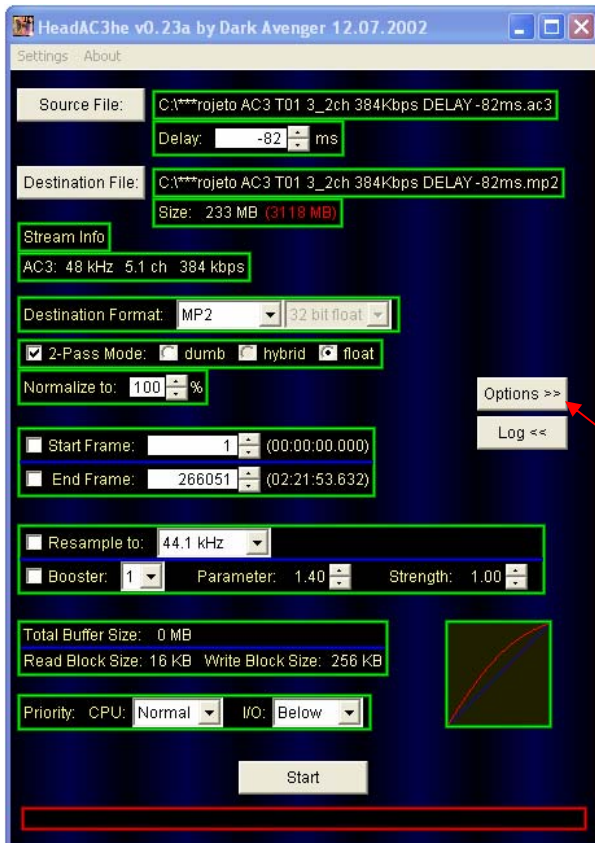 HeadAC3he v0.23a by Dark Avenger 12.07.2002
Settings About
Source File: C:\***rojeto AC3 T01 3_2ch 384Kbps DELAY -82ms.ac3
Delay: -82 ms
Destination File: C:\***rojeto AC3 T01 3_2ch 384Kbps DELAY -82ms.mp2
Size: 233 MB (3118 MB)
Stream Info
AC3: 48 kHz 5.1 ch 384 kbps
Destination Format: MP2 32 bit float
2-Pass Mode: dumb hybrid float
Normalize to: 100 %
Options >>
Log <<
Start Frame: 1 (00:00:00.000)
End Frame: 266051 (02:21:53.632)
Resample to: 44.1 kHz
Booster: 1 Parameter: 1.40 Strength: 1.00
Total Buffer Size: 0 MB
Read Block Size: 16 KB Write Block Size: 256 KB
Priority: CPU: Normal I/O: Below
Start